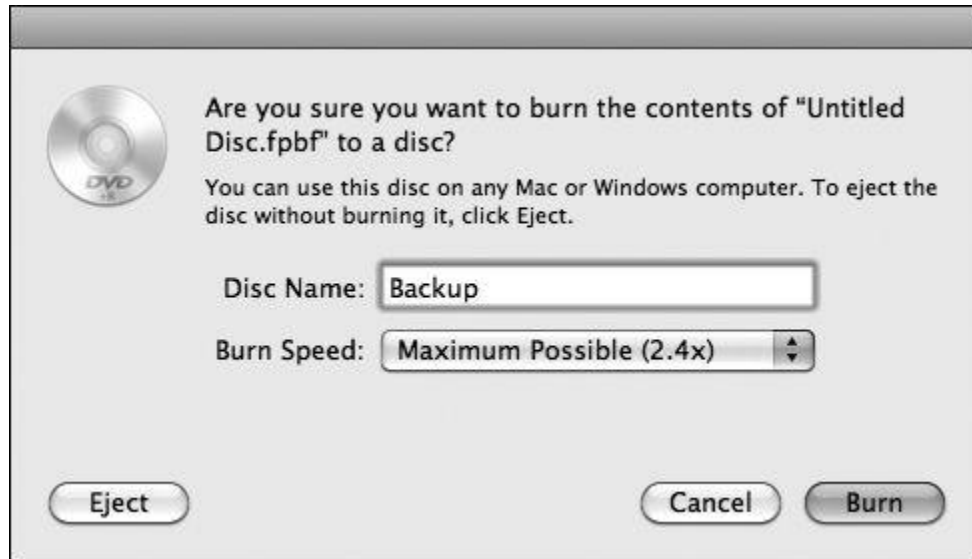 Are you sure you want to burn the contents of “Untitled
Disc.fpbf” to a disc?
You can use this disc on any Mac or Windows computer. To eject the
disc without burning it, click Eject.
Disc Name: Backup
Burn Speed: Maximum Possible (2.4x)
Eject Cancel Burn
DVD
+R